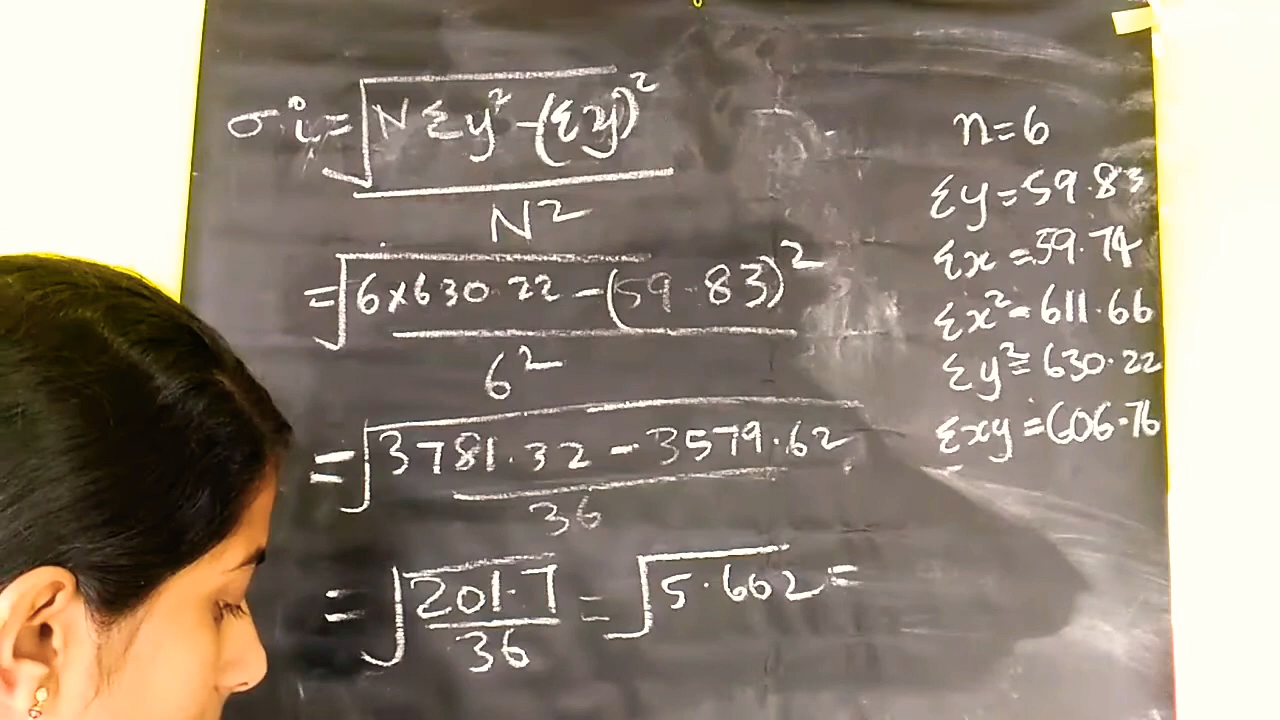 σ i = √NΣy² - (Σy)²
N²
= √6×630.22 - (59.83)²
6²
= √3781.32 - 3579.62
36
= √201.7 = √5.602 =
36
n=6
Σy=59.83
Σx=59.74
Σx²=611.66
Σy²=630.22
Σxy=606.76